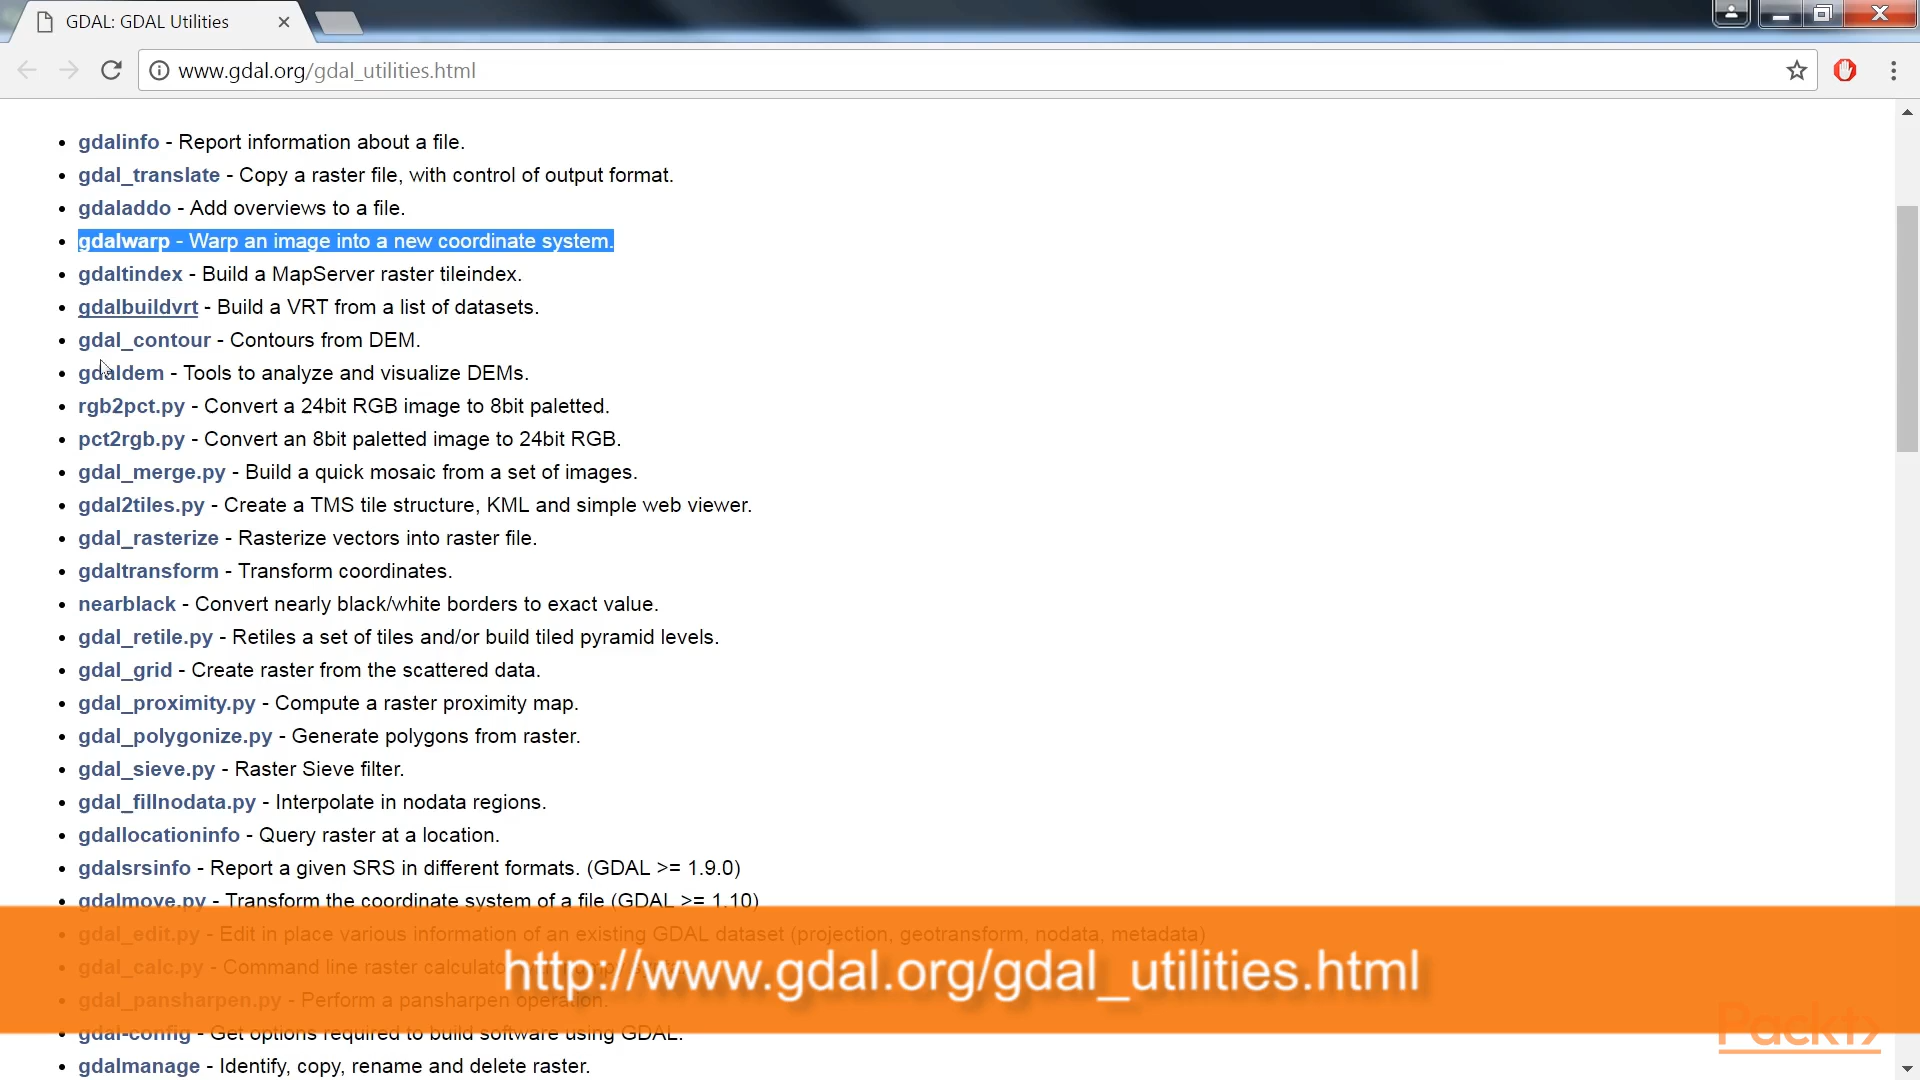 GDAL: GDAL Utilities
www.gdal.org/gdal_utilities.html
gdalinfo - Report information about a file.
gdal_translate - Copy a raster file, with control of output format.
gdaladdo - Add overviews to a file.
gdalwarp - Warp an image into a new coordinate system.
gdaltindex - Build a MapServer raster tileindex.
gdalbuildvrt - Build a VRT from a list of datasets.
gdal_contour - Contours from DEM.
gdaldem - Tools to analyze and visualize DEMs.
rgb2pct.py - Convert a 24bit RGB image to 8bit paletted.
pct2rgb.py - Convert an 8bit paletted image to 24bit RGB.
gdal_merge.py - Build a quick mosaic from a set of images.
gdal2tiles.py - Create a TMS tile structure, KML and simple web viewer.
gdal_rasterize - Rasterize vectors into raster file.
gdaltransform - Transform coordinates.
nearblack - Convert nearly black/white borders to exact value.
gdal_retile.py - Retiles a set of tiles and/or build tiled pyramid levels.
gdal_grid - Create raster from the scattered data.
gdal_proximity.py - Compute a raster proximity map.
gdal_polygonize.py - Generate polygons from raster.
gdal_sieve.py - Raster Sieve filter.
gdal_fillnodata.py - Interpolate in nodata regions.
gdallocationinfo - Query raster at a location.
gdalsrsinfo - Report a given SRS in different formats. (GDAL >= 1.9.0)
gdalmove.py - Transform the coordinate system of a file (GDAL >= 1.10)
gdal_edit.py - Edit in place various information of an existing GDAL dataset (projection, geotransform, nodata, metadata)
gdal_calc.py - Command line raster
http://www.gdal.org/gdal_utilities.html
gdal_pansharpen.py - Perform a pansharpen operation.
gdal-config - Get options required to build software using GDAL.
Packt>
gdalmanage - Identify, copy, rename and delete raster.